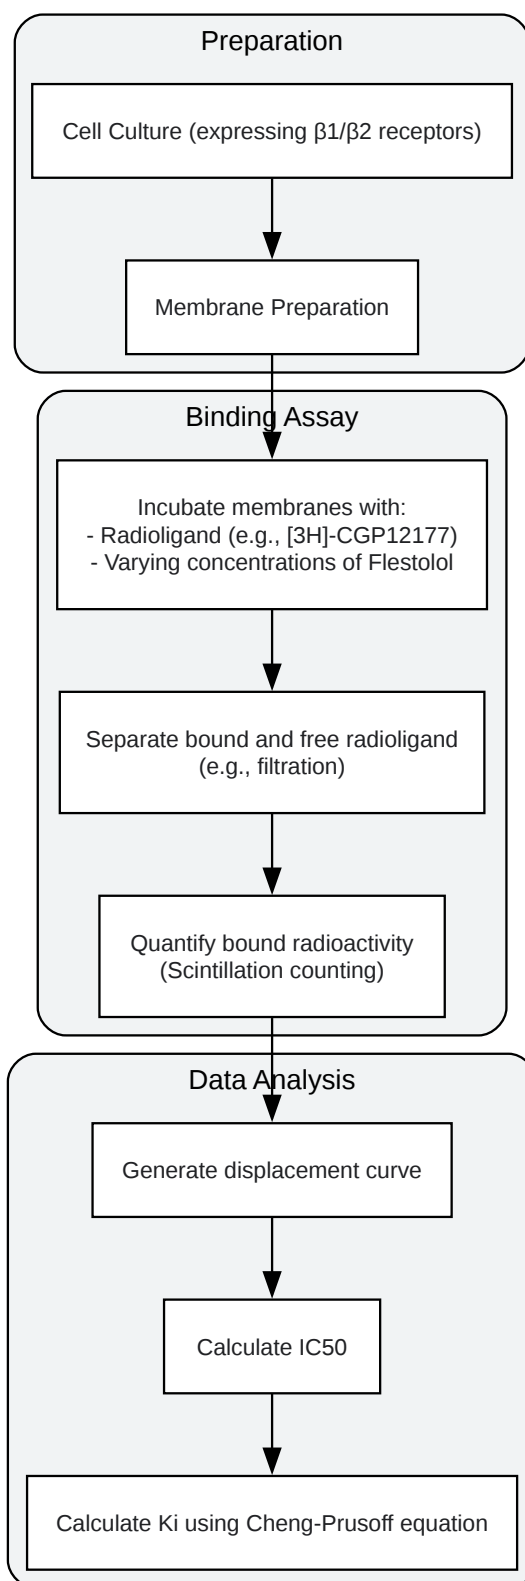 Preparation
Cell Culture (expressing β1/β2 receptors)
Membrane Preparation
Binding Assay
Incubate membranes with:
- Radioligand (e.g., [3H]-CGP12177)
- Varying concentrations of Flestolol
Separate bound and free radioligand
(e.g., filtration)
Quantify bound radioactivity
(Scintillation counting)
Data Analysis
Generate displacement curve
Calculate IC50
Calculate Ki using Cheng-Prusoff equation